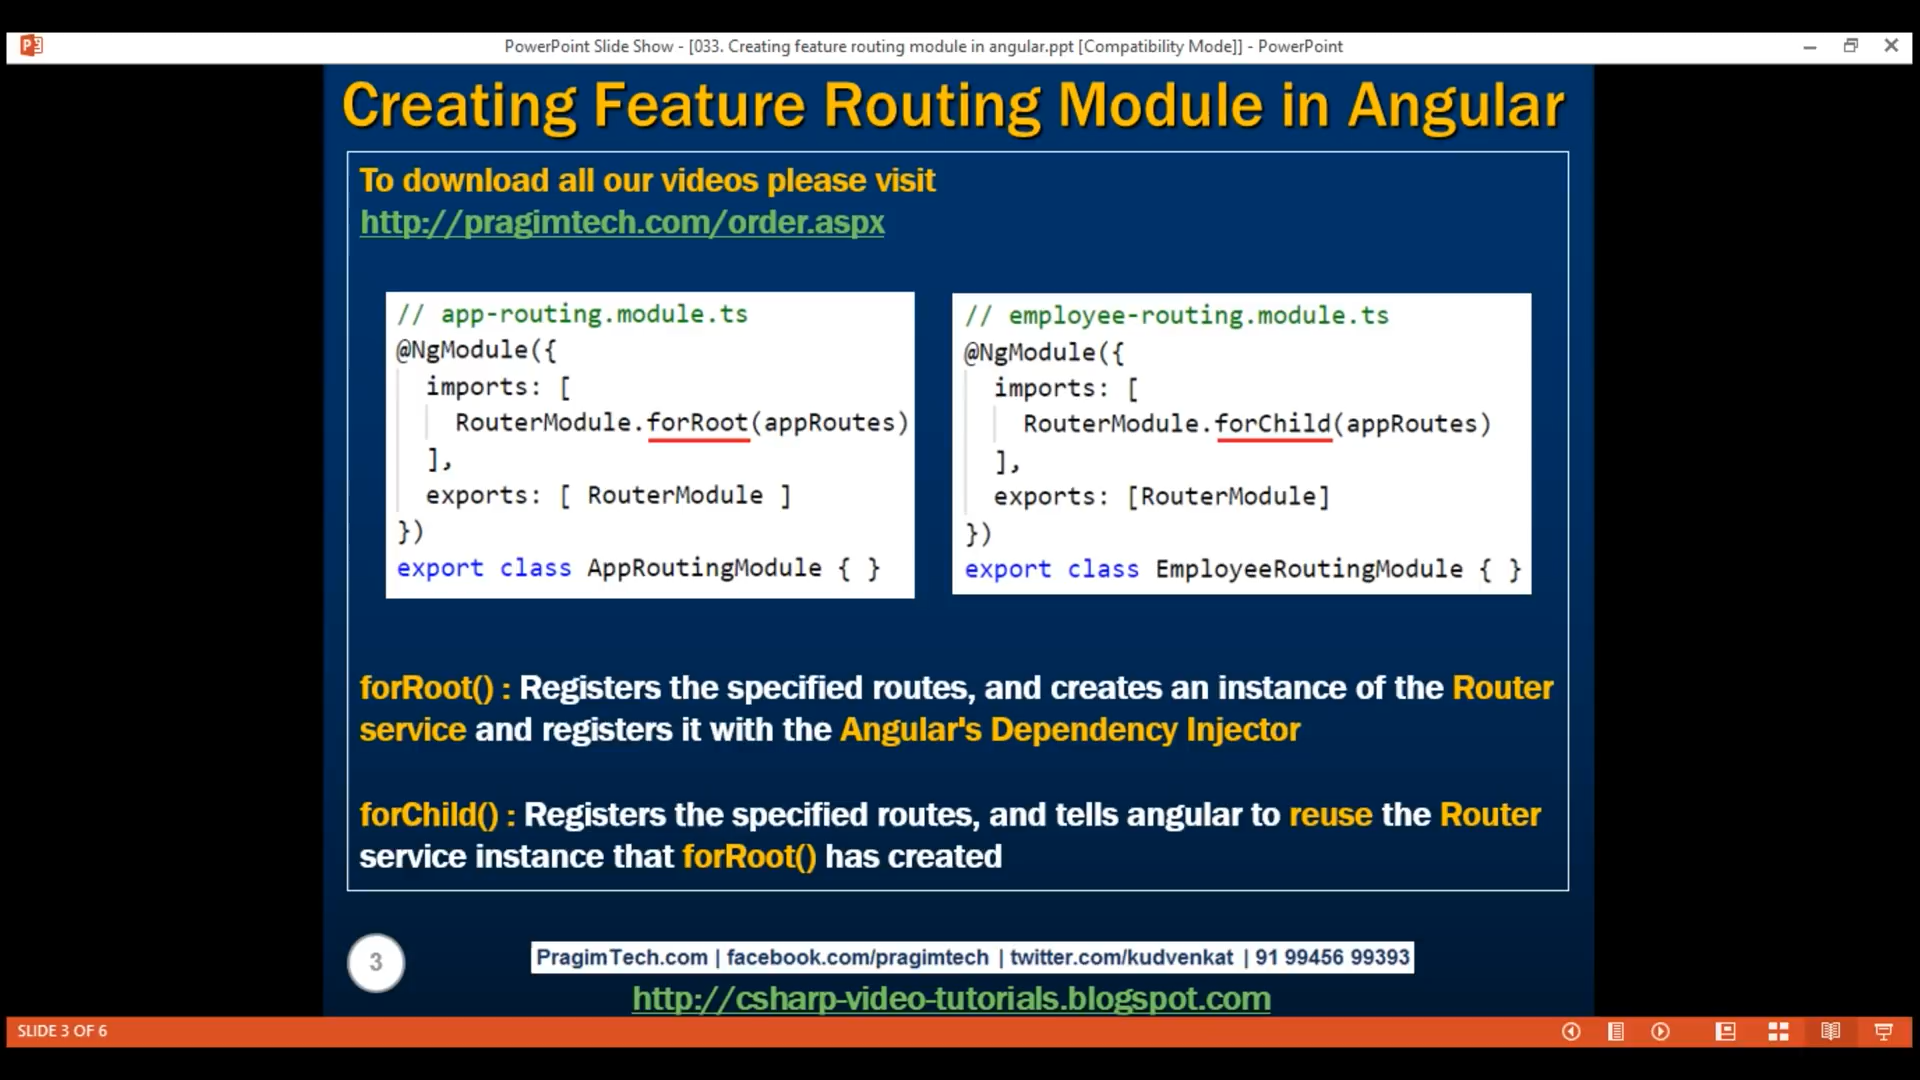 PowerPoint Slide Show - [033. Creating feature routing module in angular.ppt [Compatibility Mode]] - PowerPoint
Creating Feature Routing Module in Angular
To download all our videos please visit
http://pragimtech.com/order.aspx
// app-routing.module.ts
@NgModule({
imports: [
RouterModule.forRoot(appRoutes)
],
exports: [ RouterModule ]
})
export class AppRoutingModule { }
// employee-routing.module.ts
@NgModule({
imports: [
RouterModule.forChild(appRoutes)
],
exports: [RouterModule]
})
export class EmployeeRoutingModule { }
forRoot() : Registers the specified routes, and creates an instance of the Router
service and registers it with the Angular's Dependency Injector
forChild() : Registers the specified routes, and tells angular to reuse the Router
service instance that forRoot() has created
3
PragimTech.com | facebook.com/pragimtech | twitter.com/kudvenkat | 91 99456 99393
http://csharp-video-tutorials.blogspot.com
SLIDE 3 OF 6